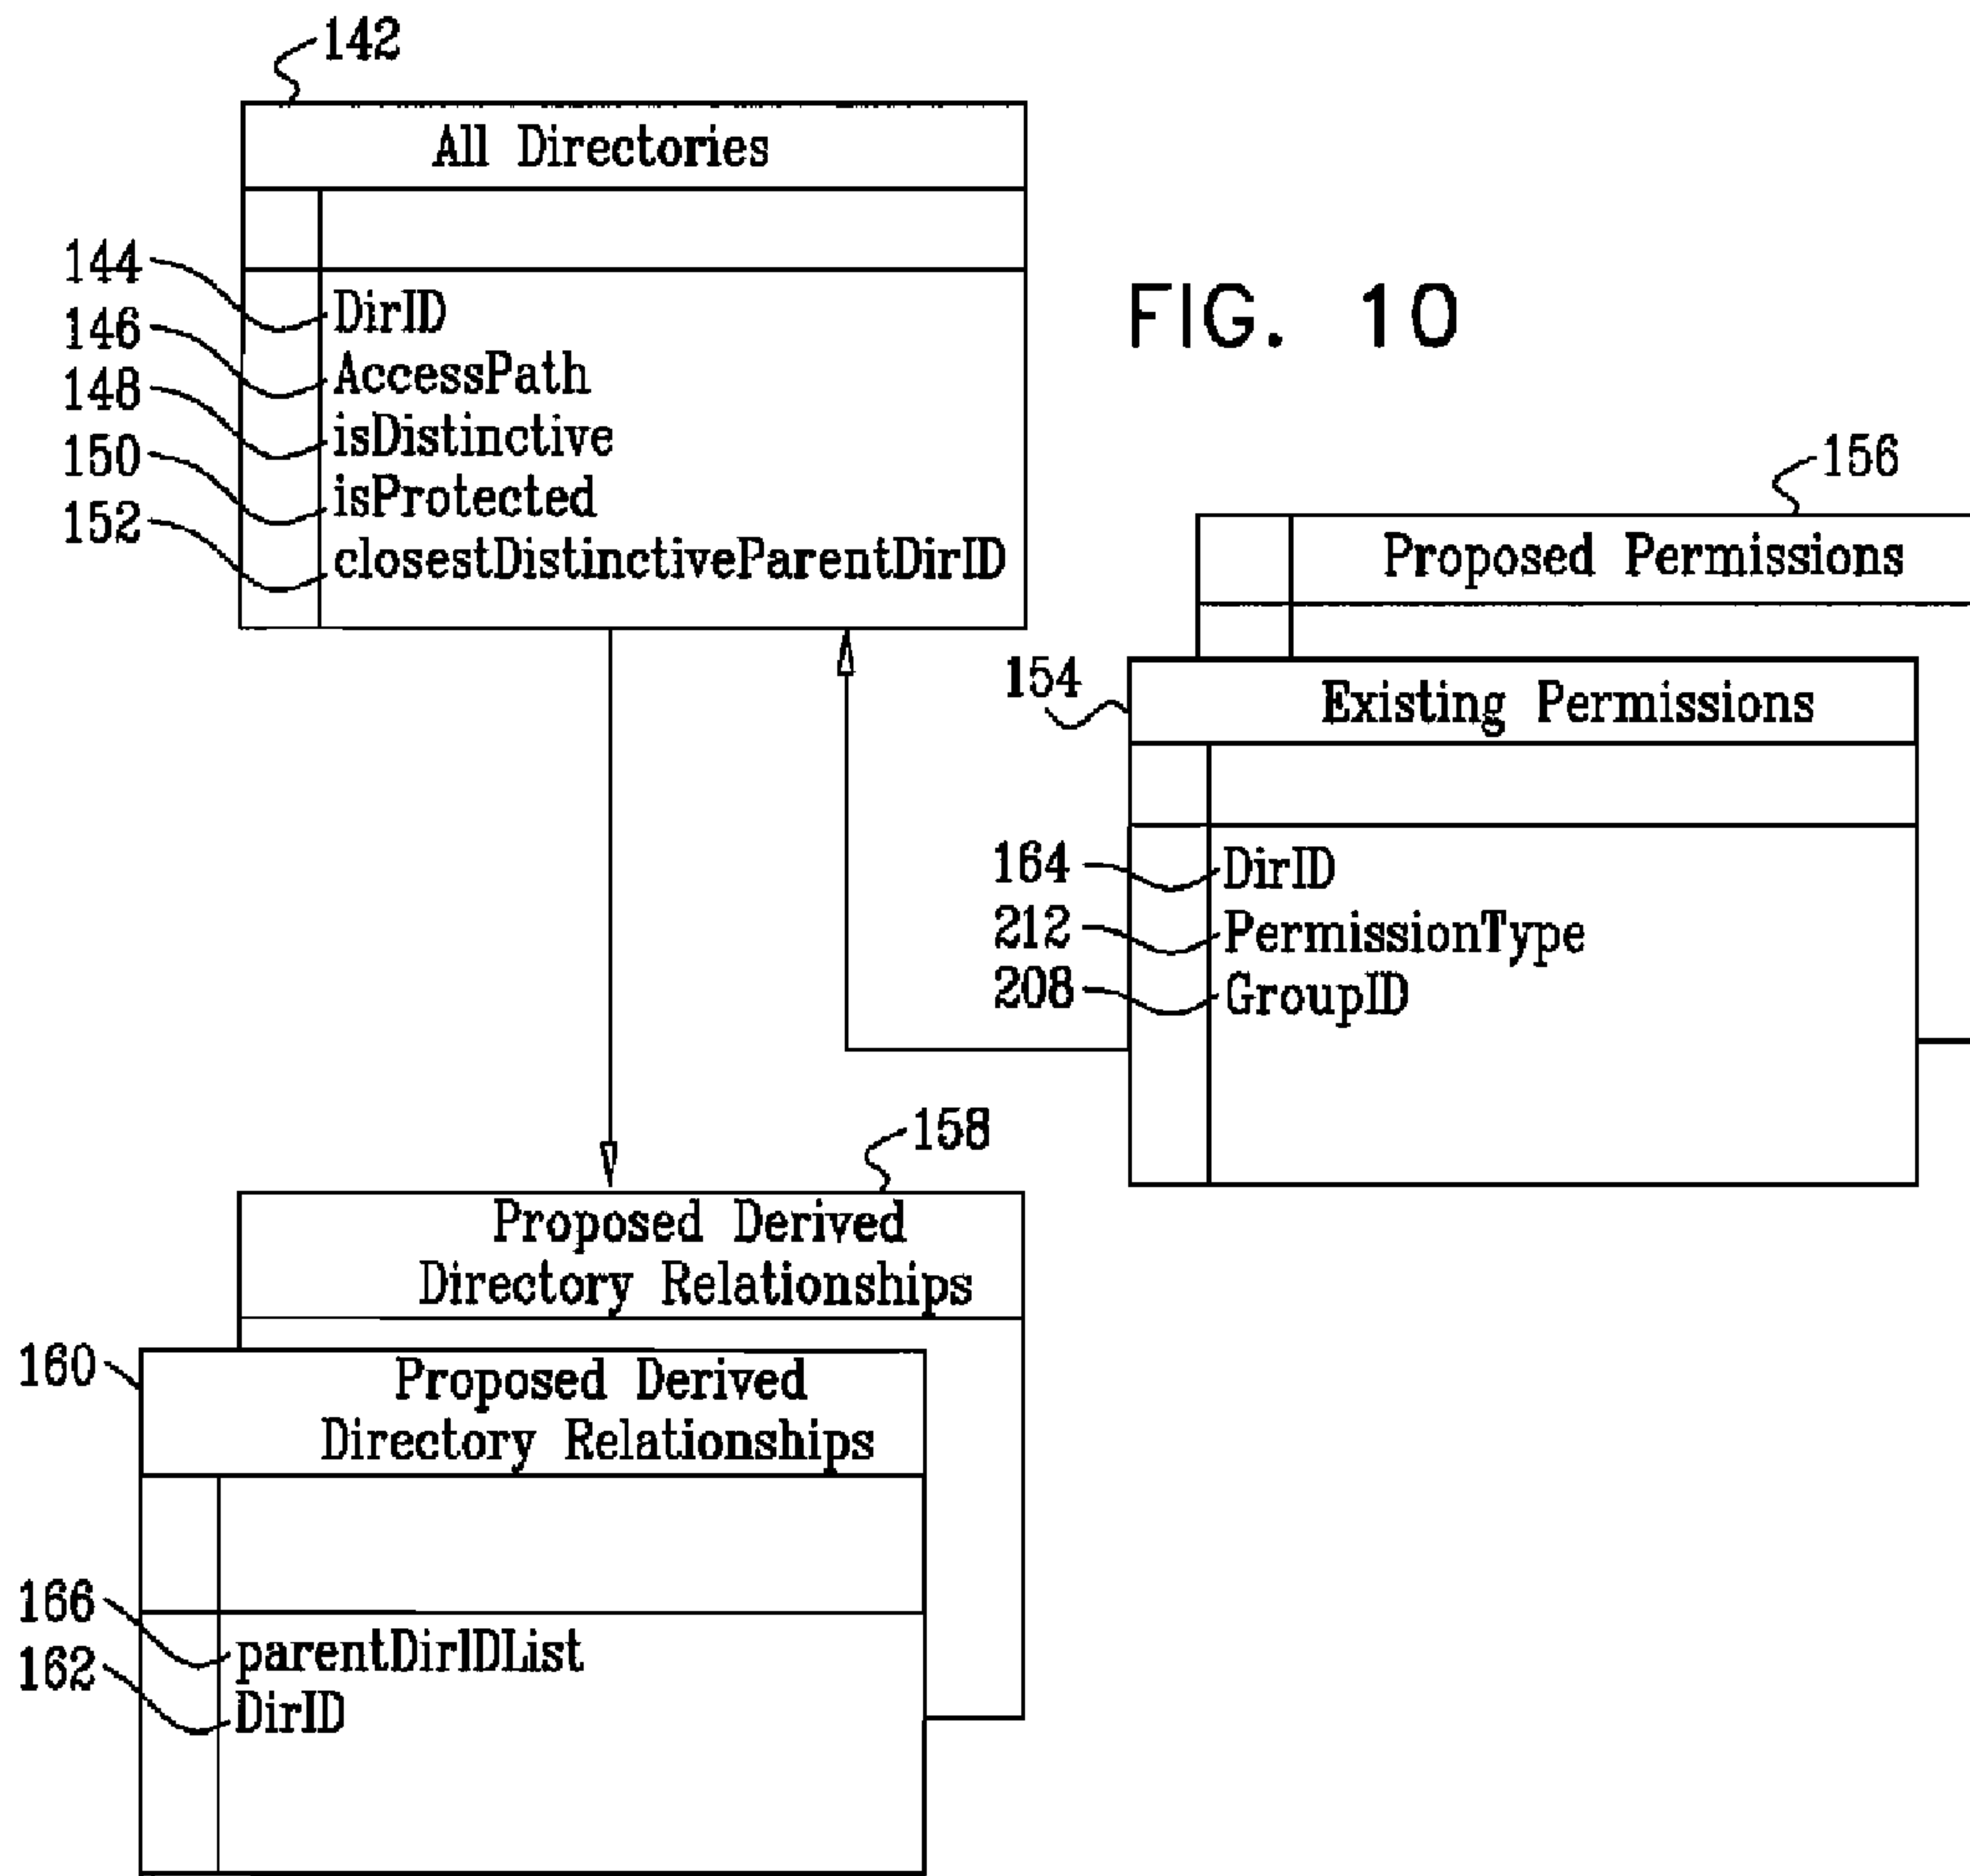 142
All Directories
144
DirID
146
AccessPath
148
isDistinctive
150
isProtected
152
closestDistinctiveParentDirID
FIG. 10
156
Proposed Permissions
154
Existing Permissions
164
DirID
212
PermissionType
208
GroupID
158
Proposed Derived
Directory Relationships
160
Proposed Derived
Directory Relationships
166
parentDirIDList
162
DirID